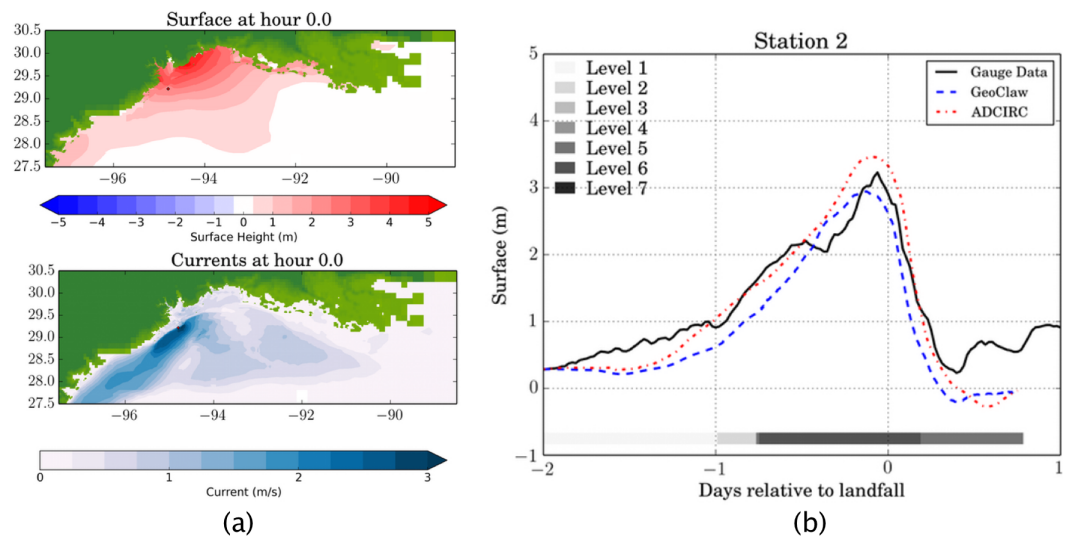 Surface at hour 0.0
30.5
30.0
29.5
29.0
28.5
28.0
27.5
−96 −94 −92 −90
−5 −4 −3 −2 −1 0 1 2 3 4 5
Surface Height (m)
Currents at hour 0.0
30.5
30.0
29.5
29.0
28.5
28.0
27.5
−96 −94 −92 −90
0 1 2 3
Current (m/s)
(a)
Station 2
Level 1
Level 2
Level 3
Level 4
Level 5
Level 6
Level 7
Gauge Data
GeoClaw
ADCIRC
Surface (m)
5
4
3
2
1
0
−1
−2 −1 0 1
Days relative to landfall
(b)